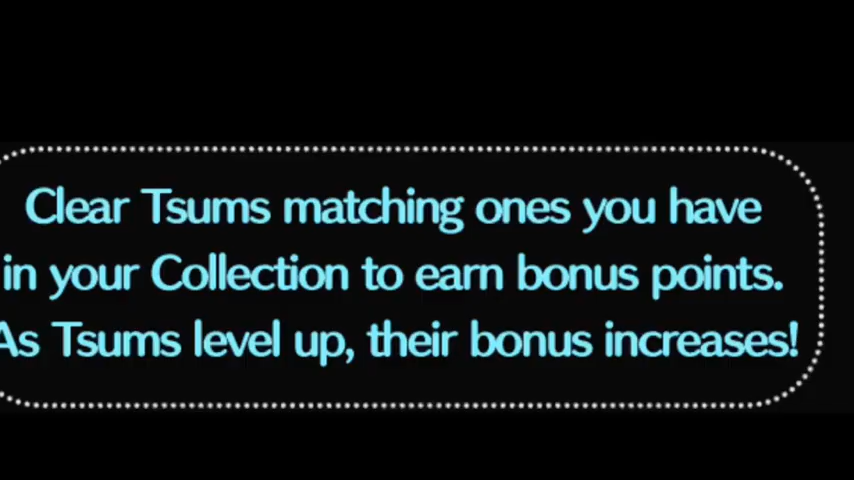 Clear Tsums matching ones you have
in your Collection to earn bonus points.
As Tsums level up, their bonus increases!